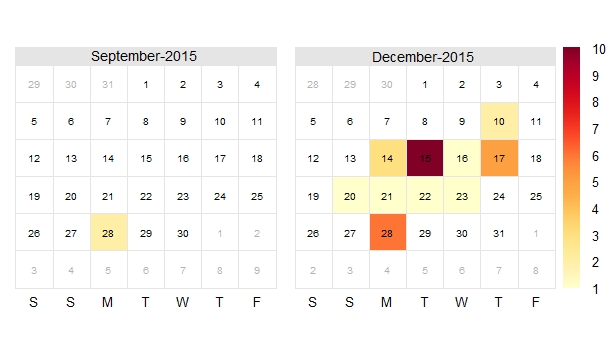 September-2015
29 30 31 1 2 3 4
5 6 7 8 9 10 11
12 13 14 15 16 17 18
19 20 21 22 23 24 25
26 27 28 29 30 1 2
3 4 5 6 7 8 9
S S M T W T F
December-2015
28 29 30 1 2 3 4
5 6 7 8 9 10 11
12 13 14 15 16 17 18
19 20 21 22 23 24 25
26 27 28 29 30 31 1
2 3 4 5 6 7 8
S S M T W T F
10
9
8
7
6
5
4
3
2
1